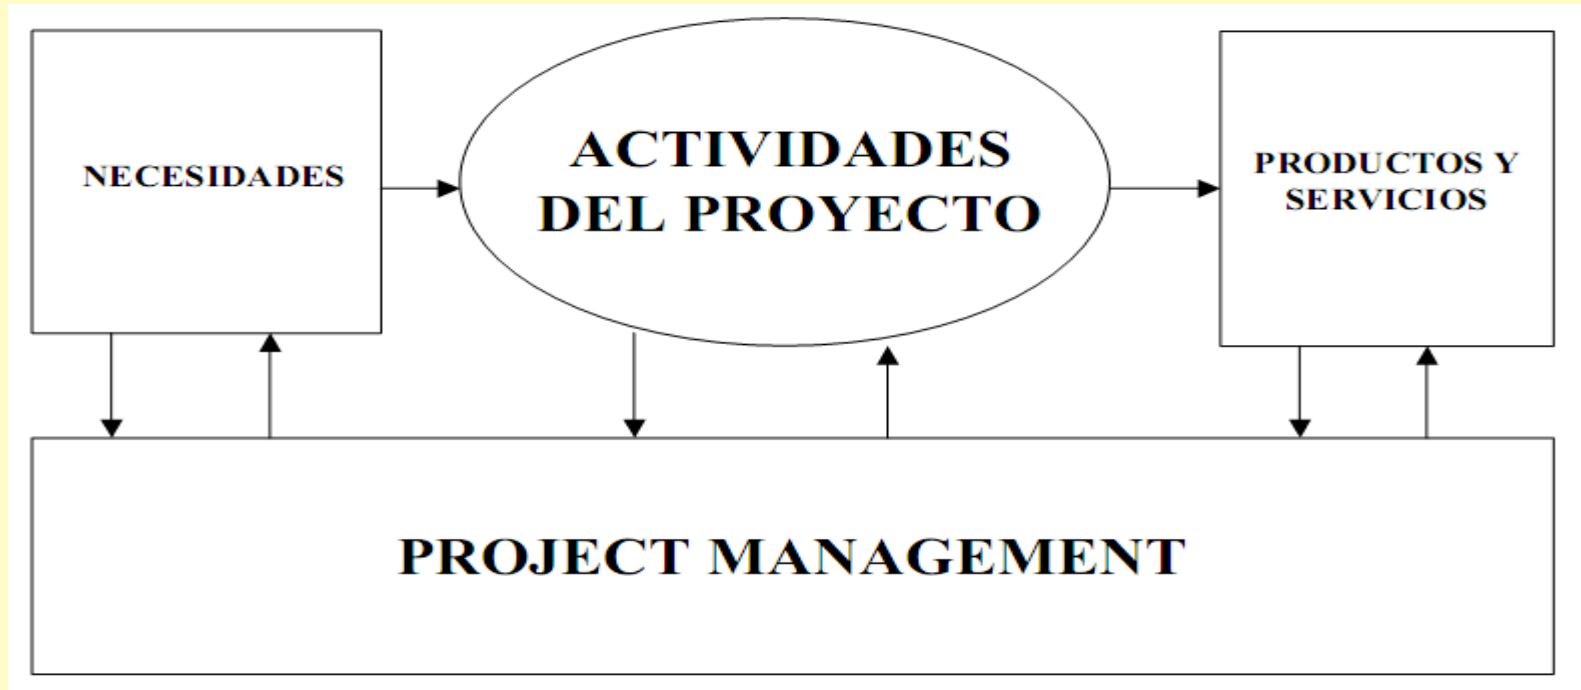 NECESIDADES
ACTIVIDADES
DEL PROYECTO
PRODUCTOS Y
SERVICIOS
PROJECT MANAGEMENT